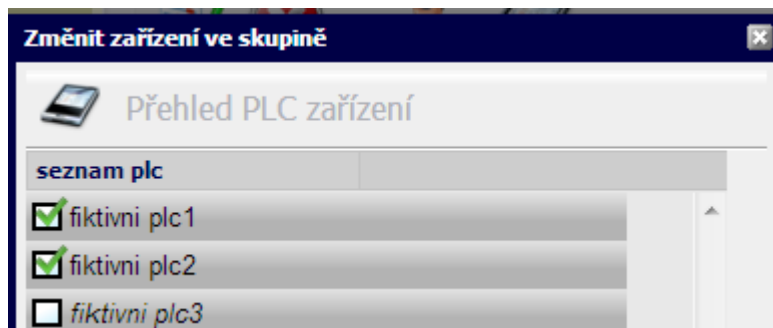 Změnit zařízení ve skupině
Přehled PLC zařízení
seznam plc
fiktivni plc1
fiktivni plc2
fiktivni plc3